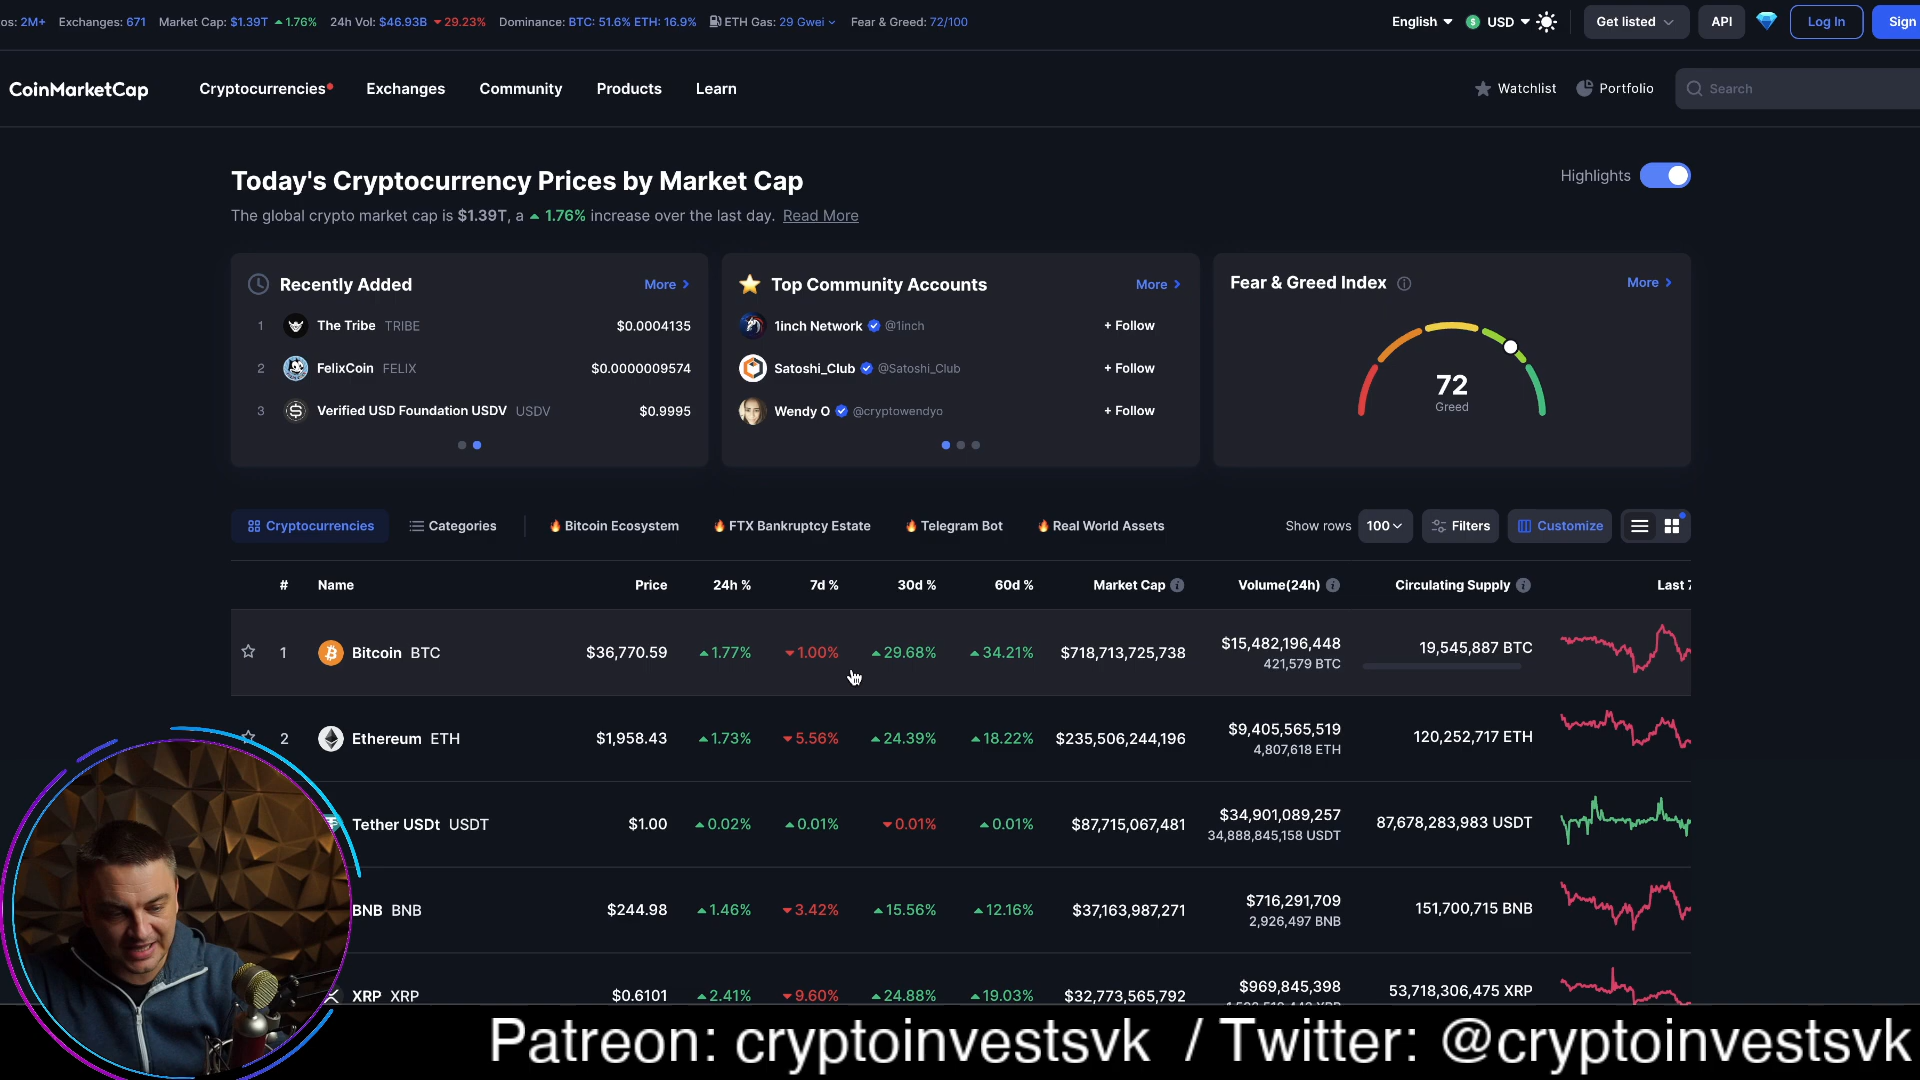 os: 2M+ Exchanges: 671 Market Cap: $1.39T 1.76% 24h Vol: $46.93B 29.23% Dominance: BTC: 51.6% ETH: 16.9% ETH Gas: 29 Gwei Fear & Greed: 72/100 English USD Get listed API Log In Sign
CoinMarketCap Cryptocurrencies Exchanges Community Products Learn Watchlist Portfolio Search
Today's Cryptocurrency Prices by Market Cap Highlights
The global crypto market cap is $1.39T, a 1.76% increase over the last day. Read More
Recently Added More >
1 The Tribe TRIBE $0.0004135
2 FelixCoin FELIX $0.0000009574
3 Verified USD Foundation USDV USDV $0.9995
Top Community Accounts More >
1inch Network @1inch + Follow
Satoshi_Club @Satoshi_Club + Follow
Wendy O @cryptowendyo + Follow
Fear & Greed Index More >
72
Greed
Cryptocurrencies Categories Bitcoin Ecosystem FTX Bankruptcy Estate Telegram Bot Real World Assets Show rows 100 Filters Customize
# Name Price 24h % 7d % 30d % 60d % Market Cap Volume(24h) Circulating Supply Last 7
1 Bitcoin BTC $36,770.59 1.77% 1.00% 29.68% 34.21% $718,713,725,738 $15,482,196,448 19,545,887 BTC
421,579 BTC
2 Ethereum ETH $1,958.43 1.73% 5.56% 24.39% 18.22% $235,506,244,196 $9,405,565,519 120,252,717 ETH
4,807,618 ETH
Tether USDt USDT $1.00 0.02% 0.01% 0.01% 0.01% $87,715,067,481 $34,901,089,257 87,678,283,983 USDT
34,888,845,158 USDT
BNB BNB $244.98 1.46% 3.42% 15.56% 12.16% $37,163,987,271 $716,291,709 151,700,715 BNB
2,926,497 BNB
XRP XRP $0.6101 2.41% 9.60% 24.88% 19.03% $32,773,565,792 $969,845,398 53,718,306,475 XRP
Patreon: cryptoinvestsvk / Twitter: @cryptoinvestsvk